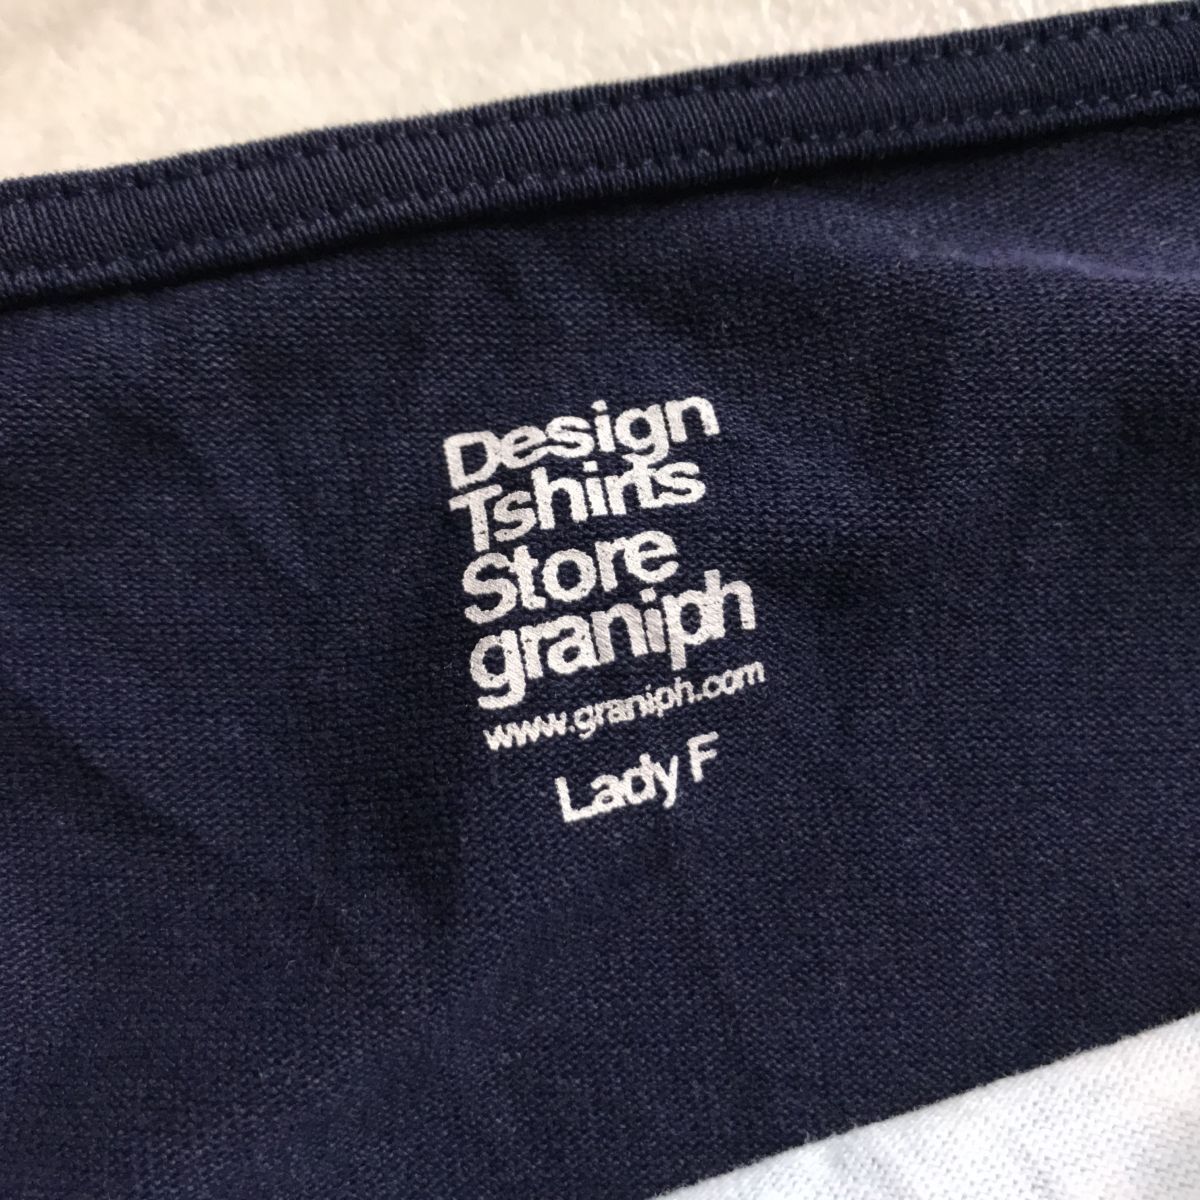 Design
Tshirts
Store
graniph
www.graniph.com
Lady F